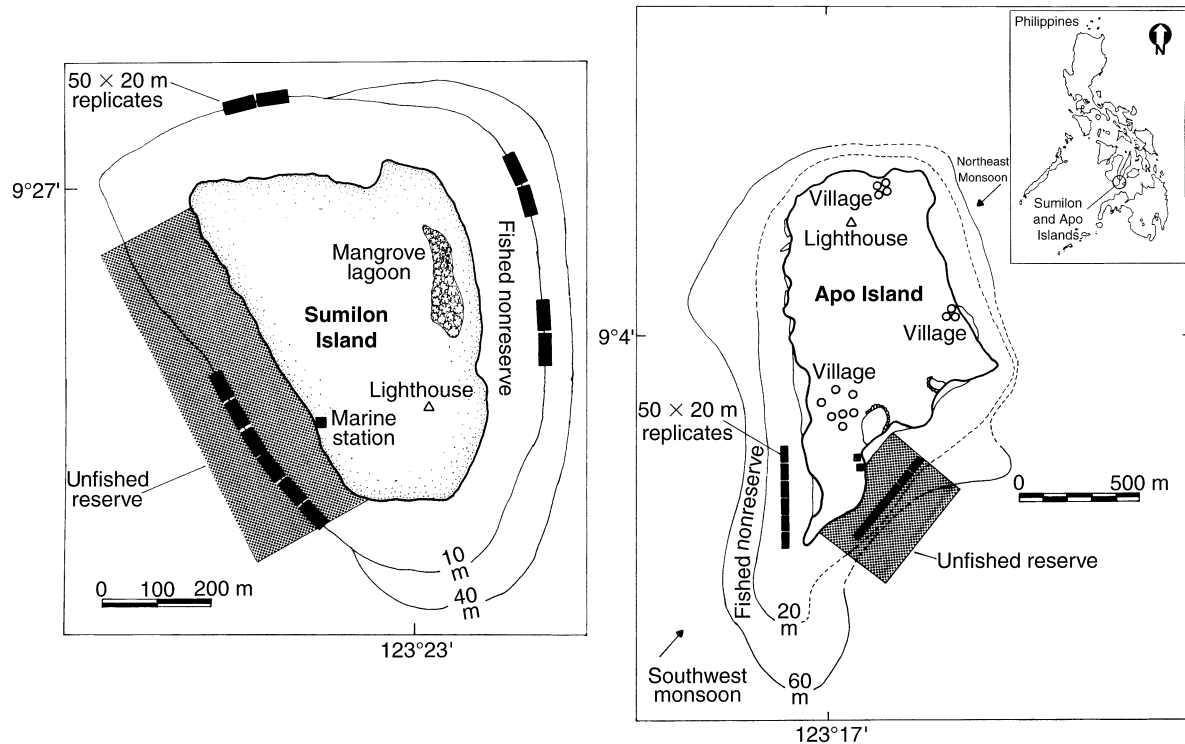 50 × 20 m
replicates
9°27'
Mangrove
lagoon
Fished nonreserve
Sumilon
Island
Lighthouse
Marine
station
Unfished
reserve
10
m
40
m
0 100 200 m
123°23'
Philippines
N
Sumilon
and Apo
Islands
Northeast
Monsoon
Village
Lighthouse
Apo Island
9°4'
Village
Village
50 × 20 m
replicates
0 500 m
Fished nonreserve
Unfished reserve
20
m
Southwest
monsoon
60
m
123°17'